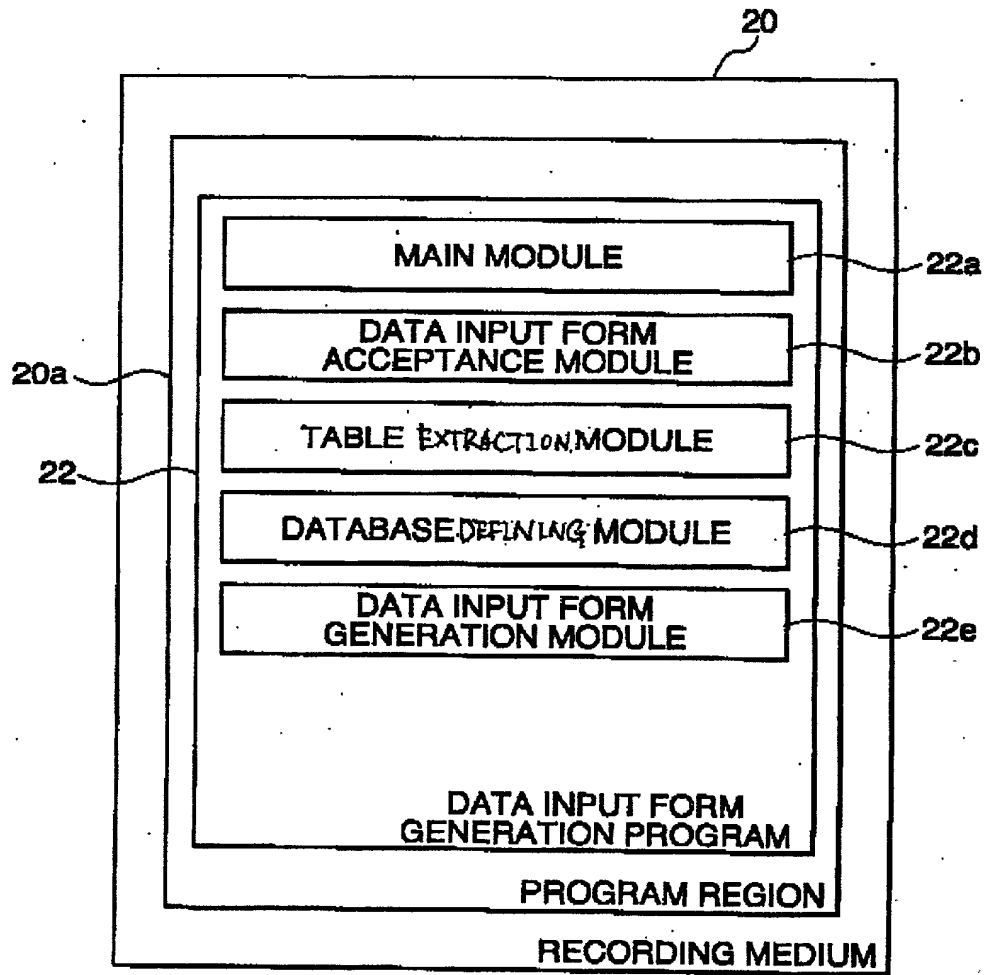 20
MAIN MODULE
22a
DATA INPUT FORM
ACCEPTANCE MODULE
22b
20a
TABLE EXTRACTION MODULE
22c
22
DATABASE DEFINING MODULE
22d
DATA INPUT FORM
GENERATION MODULE
22e
DATA INPUT FORM
GENERATION PROGRAM
PROGRAM REGION
RECORDING MEDIUM